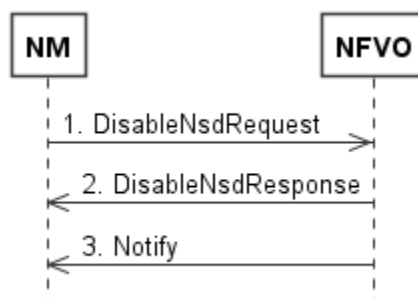 NM
NFVO
1. DisableNsdRequest
2. DisableNsdResponse
3. Notify